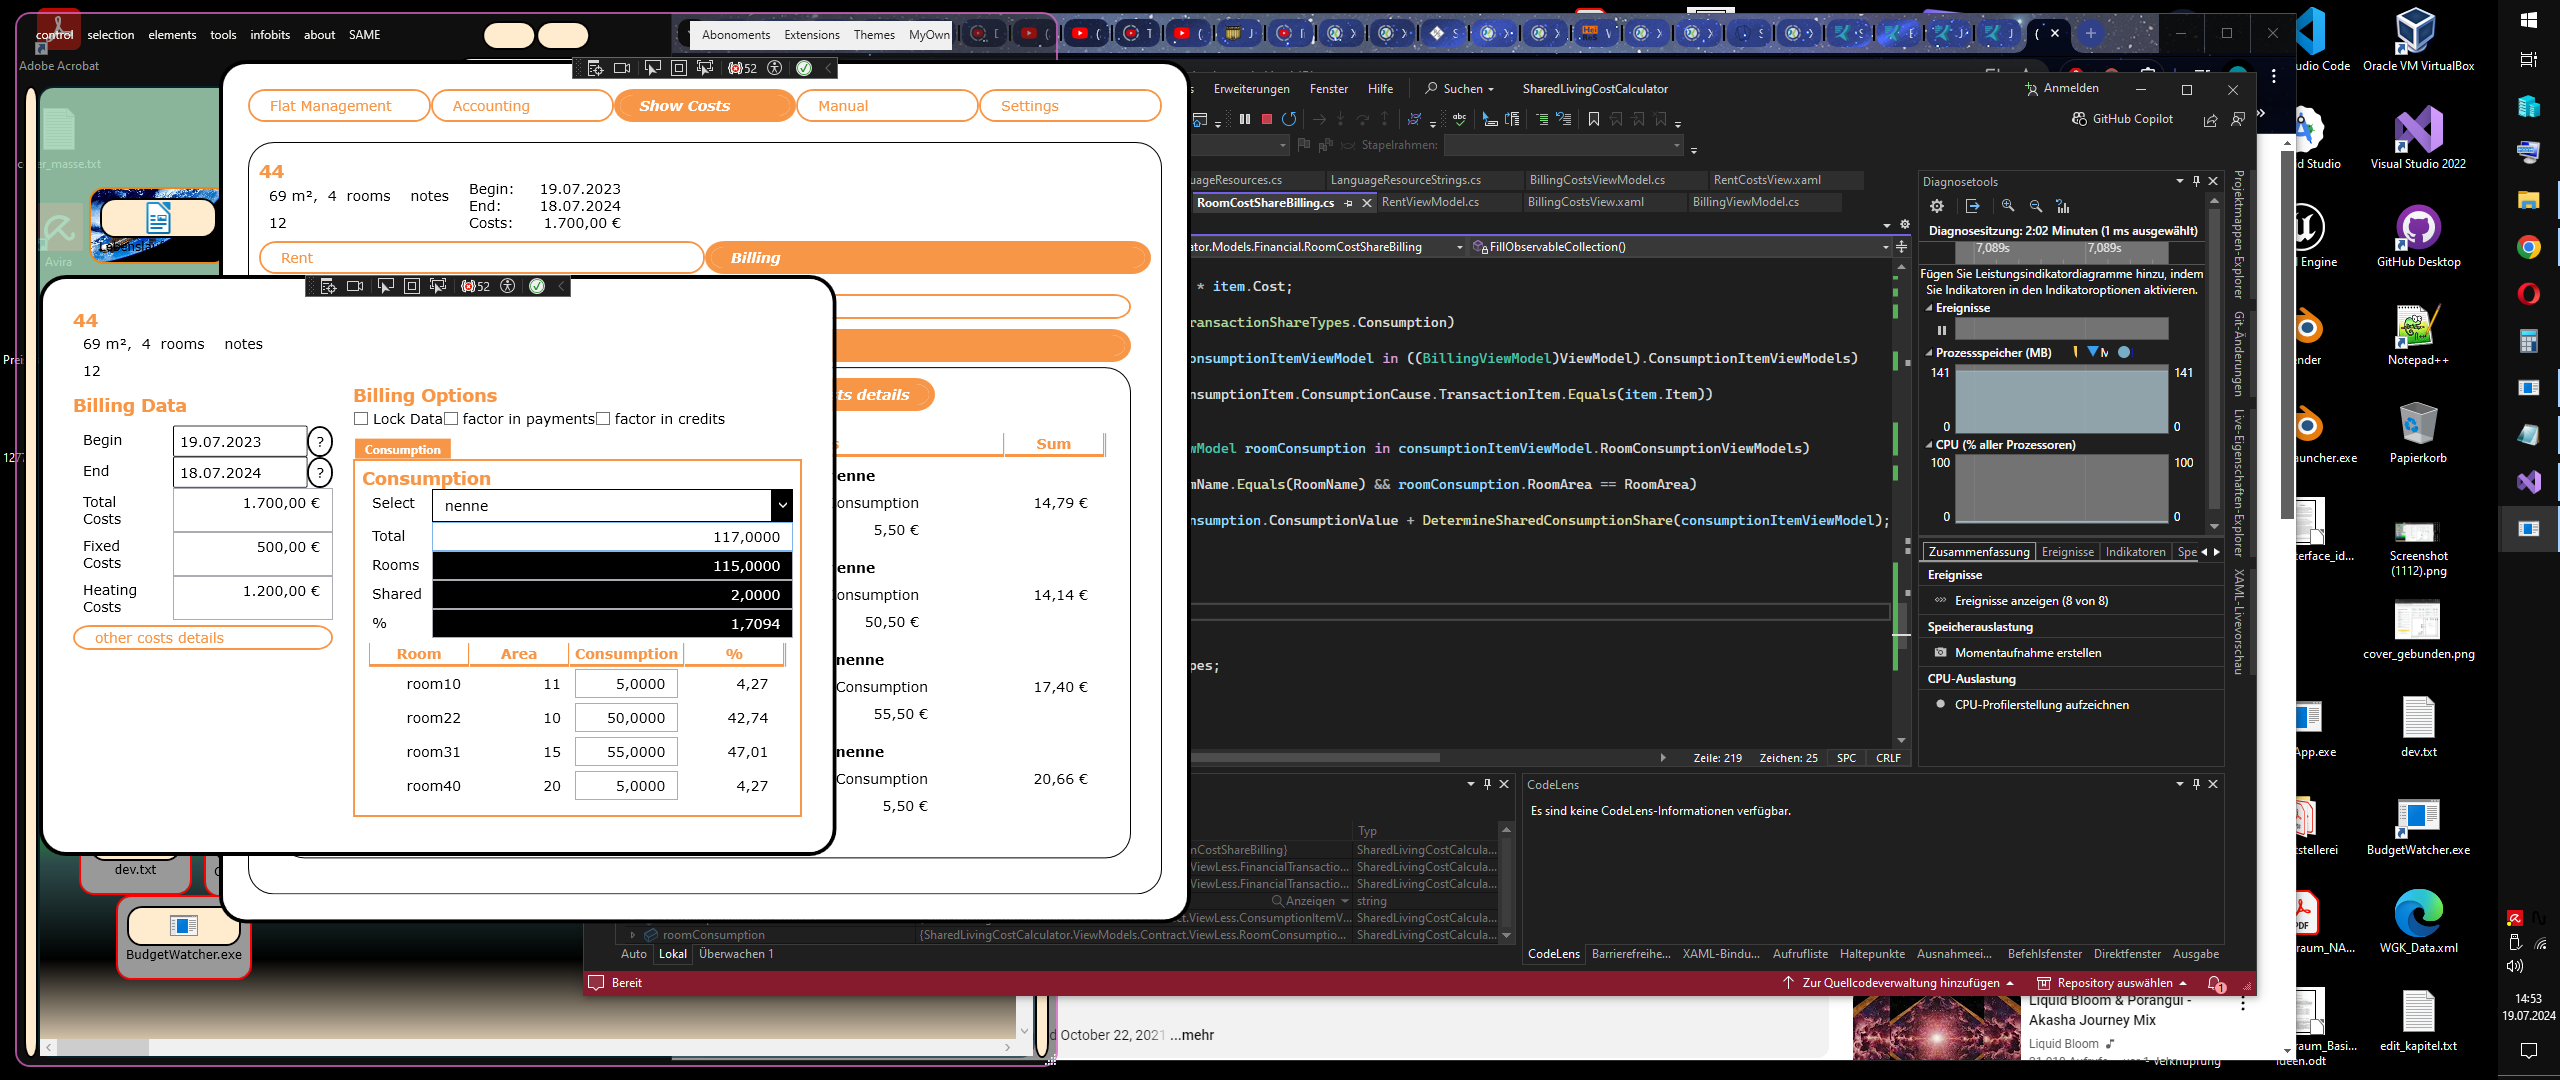 control selection elements tools infobits about SAME
Adobe Acrobat
Abonoments Extensions Themes MyOwn
52
Flat Management Accounting Show Costs Manual Settings
44
69 m², 4 rooms notes
12
Begin: 19.07.2023
End: 18.07.2024
Costs: 1.700,00 €
Rent Billing
Avira
52
44
69 m², 4 rooms notes
12
Billing Data
Begin 19.07.2023 ?
End 18.07.2024 ?
Total Costs 1.700,00 €
Fixed Costs 500,00 €
Heating Costs 1.200,00 €
other costs details
Billing Options
Lock Data factor in payments factor in credits
Consumption
Consumption
Select nenne
Total 117,0000
Rooms 115,0000
Shared 2,0000
% 1,7094
Room Area Consumption %
room10 11 5,0000 4,27
room22 10 50,0000 42,74
room31 15 55,0000 47,01
room40 20 5,0000 4,27
ts details
Sum
enne
onsumption 14,79 €
5,50 €
enne
onsumption 14,14 €
50,50 €
nenne
Consumption 17,40 €
55,50 €
nenne
Consumption 20,66 €
5,50 €
dev.txt
BudgetWatcher.exe
Erweiterungen Fenster Hilfe Suchen SharedLivingCostCalculator Anmelden
GitHub Copilot
Stapelrahmen:
uageResources.cs LanguageResourceStrings.cs BillingCostsViewModel.cs RentCostsView.xaml
RoomCostShareBilling.cs RentViewModel.cs BillingCostsView.xaml BillingViewModel.cs
tor.Models.Financial.RoomCostShareBilling FillObservableCollection()
* item.Cost;
ransactionShareTypes.Consumption)
onsumptionItemViewModel in ((BillingViewModel)ViewModel).ConsumptionItemViewModels)
nsumptionItem.ConsumptionCause.TransactionItem.Equals(item.Item))
wModel roomConsumption in consumptionItemViewModel.RoomConsumptionViewModels)
mName.Equals(RoomName) && roomConsumption.RoomArea == RoomArea)
nsumption.ConsumptionValue + DetermineSharedConsumptionShare(consumptionItemViewModel);
pes;
Zeile: 219 Zeichen: 25 SPC CRLF
Diagnosetools
Diagnosesitzung: 2:02 Minuten (1 ms ausgewählt)
7,089s 7,089s
Fügen Sie Leistungsindikatordiagramme hinzu, indem
Sie Indikatoren in den Indikatoroptionen aktivieren.
Ereignisse
Prozessspeicher (MB)
141 141
0 0
CPU (% aller Prozessoren)
100 100
0 0
Zusammenfassung Ereignisse Indikatoren Spe
Ereignisse
Ereignisse anzeigen (8 von 8)
Speicherauslastung
Momentaufnahme erstellen
CPU-Auslastung
CPU-Profilerstellung aufzeichnen
Projektmappen-Explorer
Git-Änderungen
Live-Eigenschaften-Explorer
XAML-Livevorschau
CodeLens
Es sind keine CodeLens-Informationen verfügbar.
Typ
omCostShareBilling} SharedLivingCostCalcula...
ViewLess.FinancialTransactio... SharedLivingCostCalcula...
ViewLess.FinancialTransactio... SharedLivingCostCalcula...
Anzeigen string
ct.ViewLess.ConsumptionItemV... SharedLivingCostCalcula...
roomConsumption {SharedLivingCostCalculator.ViewModels.Contract.ViewLess.RoomConsumptio... SharedLivingCostCalcula...
Auto Lokal Überwachen 1
CodeLens Barrierefreihe... XAML-Bindu... Aufrufliste Haltepunkte Ausnahmeei... Befehlsfenster Direktfenster Ausgabe
Bereit
Zur Quellcodeverwaltung hinzufügen Repository auswählen 1
d October 22, 2021 ...mehr
Liquid Bloom & Porangui -
Akasha Journey Mix
Liquid Bloom
udio Code Oracle VM VirtualBox
id Studio Visual Studio 2022
l Engine GitHub Desktop
ender Notepad++
auncher.exe Papierkorb
terface_id... Screenshot (1112).png
cover_gebunden.png
App.exe dev.txt
tstellerei BudgetWatcher.exe
PDF
raum_NA... WGK_Data.xml
raum_Basi... ideen.odt edit_kapitel.txt
14:53
19.07.2024